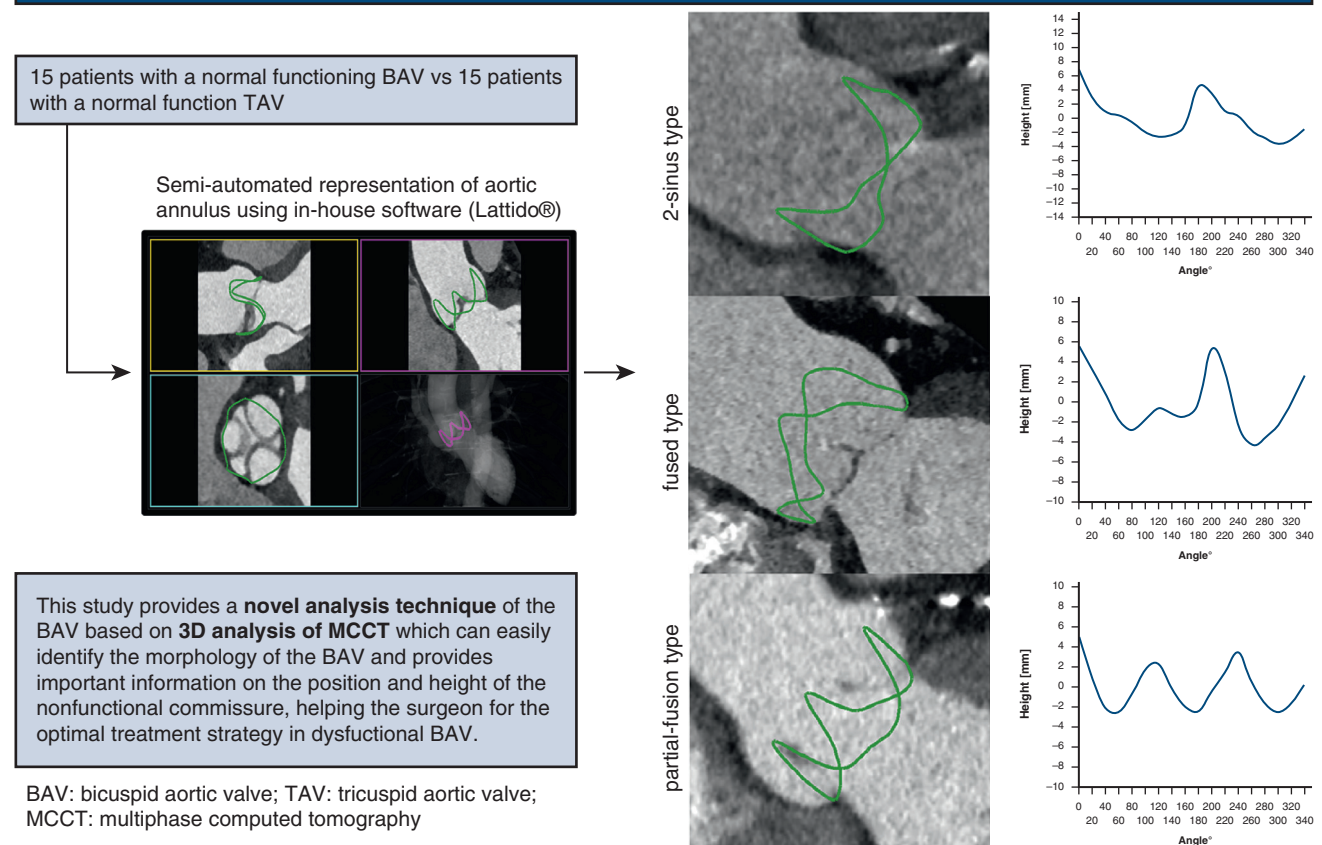 15 patients with a normal functioning BAV vs 15 patients
with a normal function TAV
Semi-automated representation of aortic
annulus using in-house software (Lattido®)
This study provides a novel analysis technique of the
BAV based on 3D analysis of MCCT which can easily
identify the morphology of the BAV and provides
important information on the position and height of the
nonfunctional commissure, helping the surgeon for the
optimal treatment strategy in dysfuctional BAV.
BAV: bicuspid aortic valve; TAV: tricuspid aortic valve;
MCCT: multiphase computed tomography
2-sinus type
Height [mm]
14
12
10
8
6
4
2
0
–2
–4
–6
–8
–10
–12
–14
0 40 80 120 160 200 240 280 320
20 60 100 140 180 220 260 300 340
Angle°
fused type
Height [mm]
10
8
6
4
2
0
–2
–4
–6
–8
–10
0 40 80 120 160 200 240 280 320
20 60 100 140 180 220 260 300 340
Angle°
partial-fusion type
Height [mm]
10
8
6
4
2
0
–2
–4
–6
–8
–10
0 40 80 120 160 200 240 280 320
20 60 100 140 180 220 260 300 340
Angle°